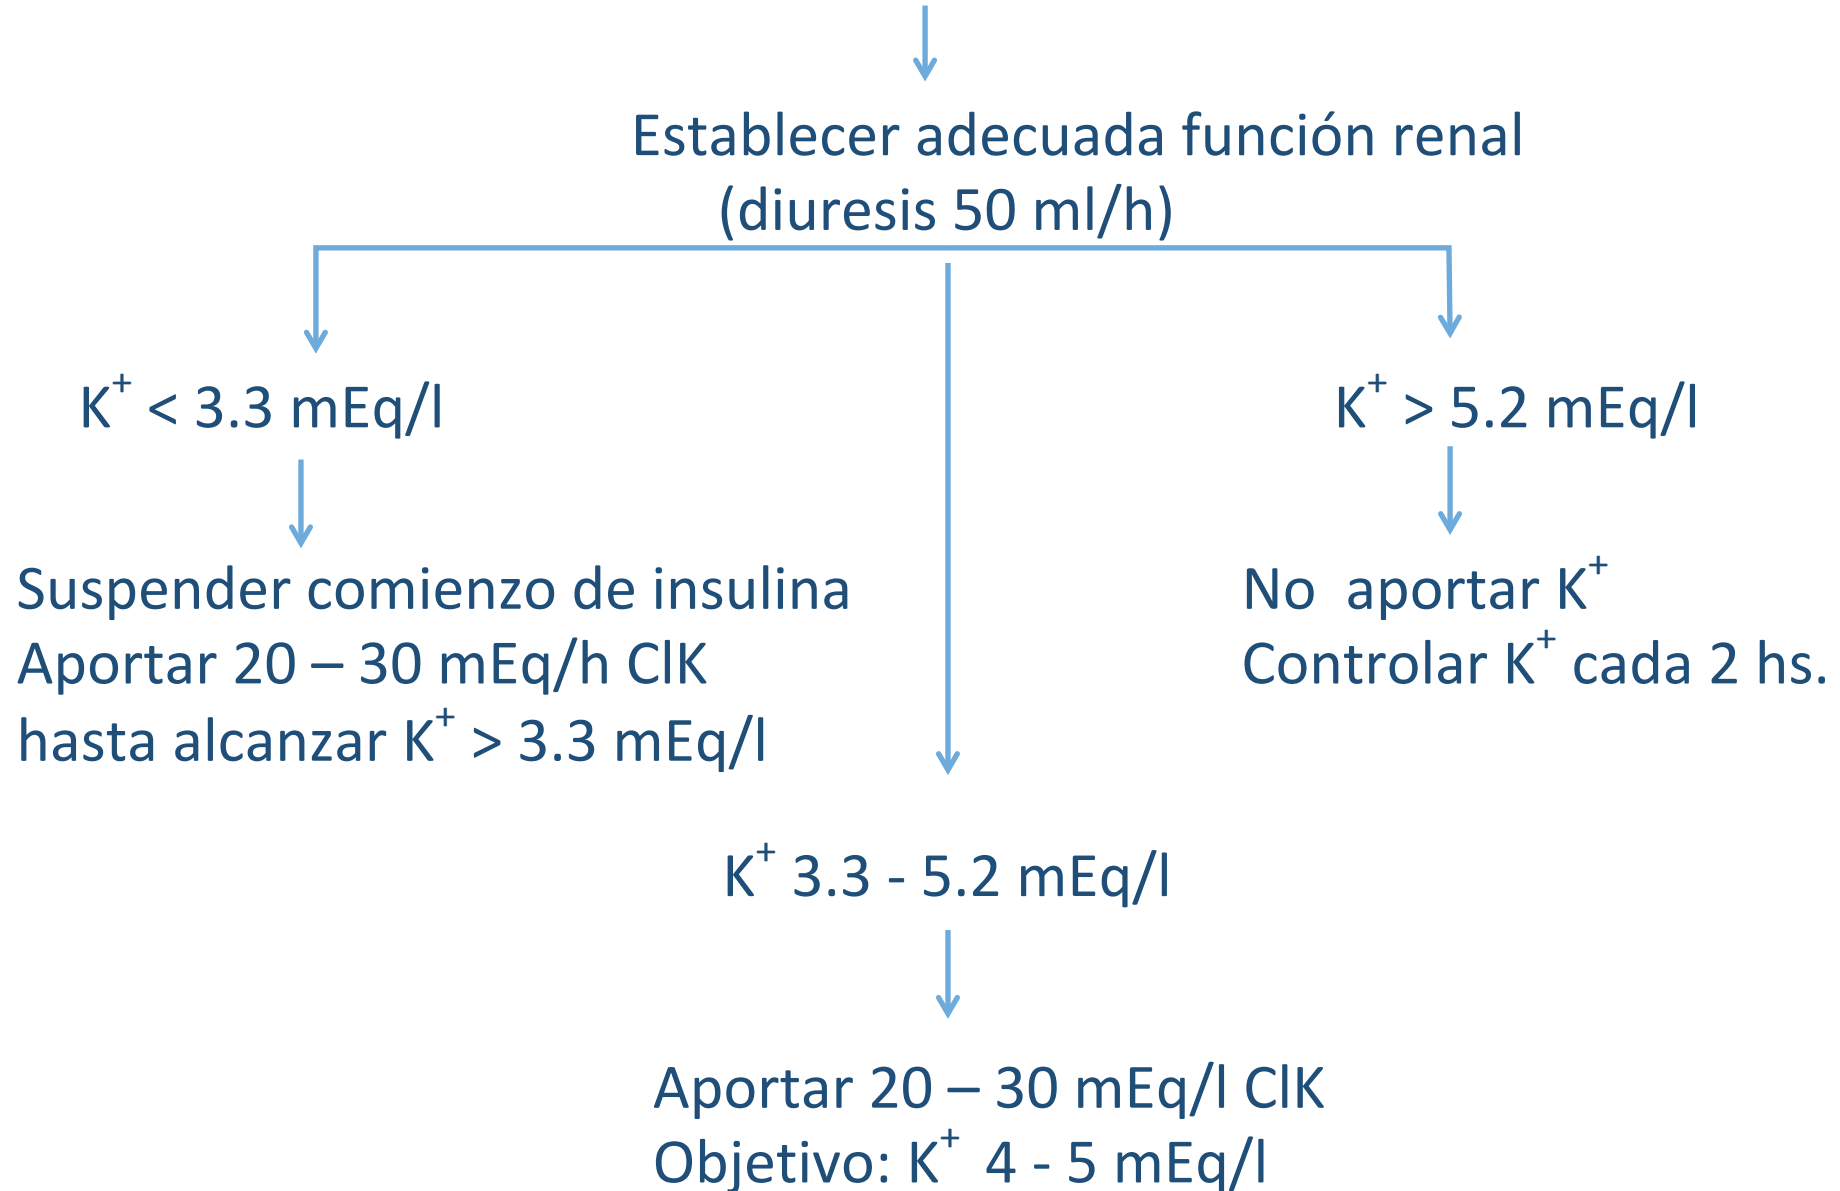 Establecer adecuada función renal
(diuresis 50 ml/h)
K⁺ < 3.3 mEq/l
Suspender comienzo de insulina
Aportar 20 – 30 mEq/h ClK
hasta alcanzar K⁺ > 3.3 mEq/l
K⁺ > 5.2 mEq/l
No aportar K⁺
Controlar K⁺ cada 2 hs.
K⁺ 3.3 - 5.2 mEq/l
Aportar 20 – 30 mEq/l ClK
Objetivo: K⁺ 4 - 5 mEq/l